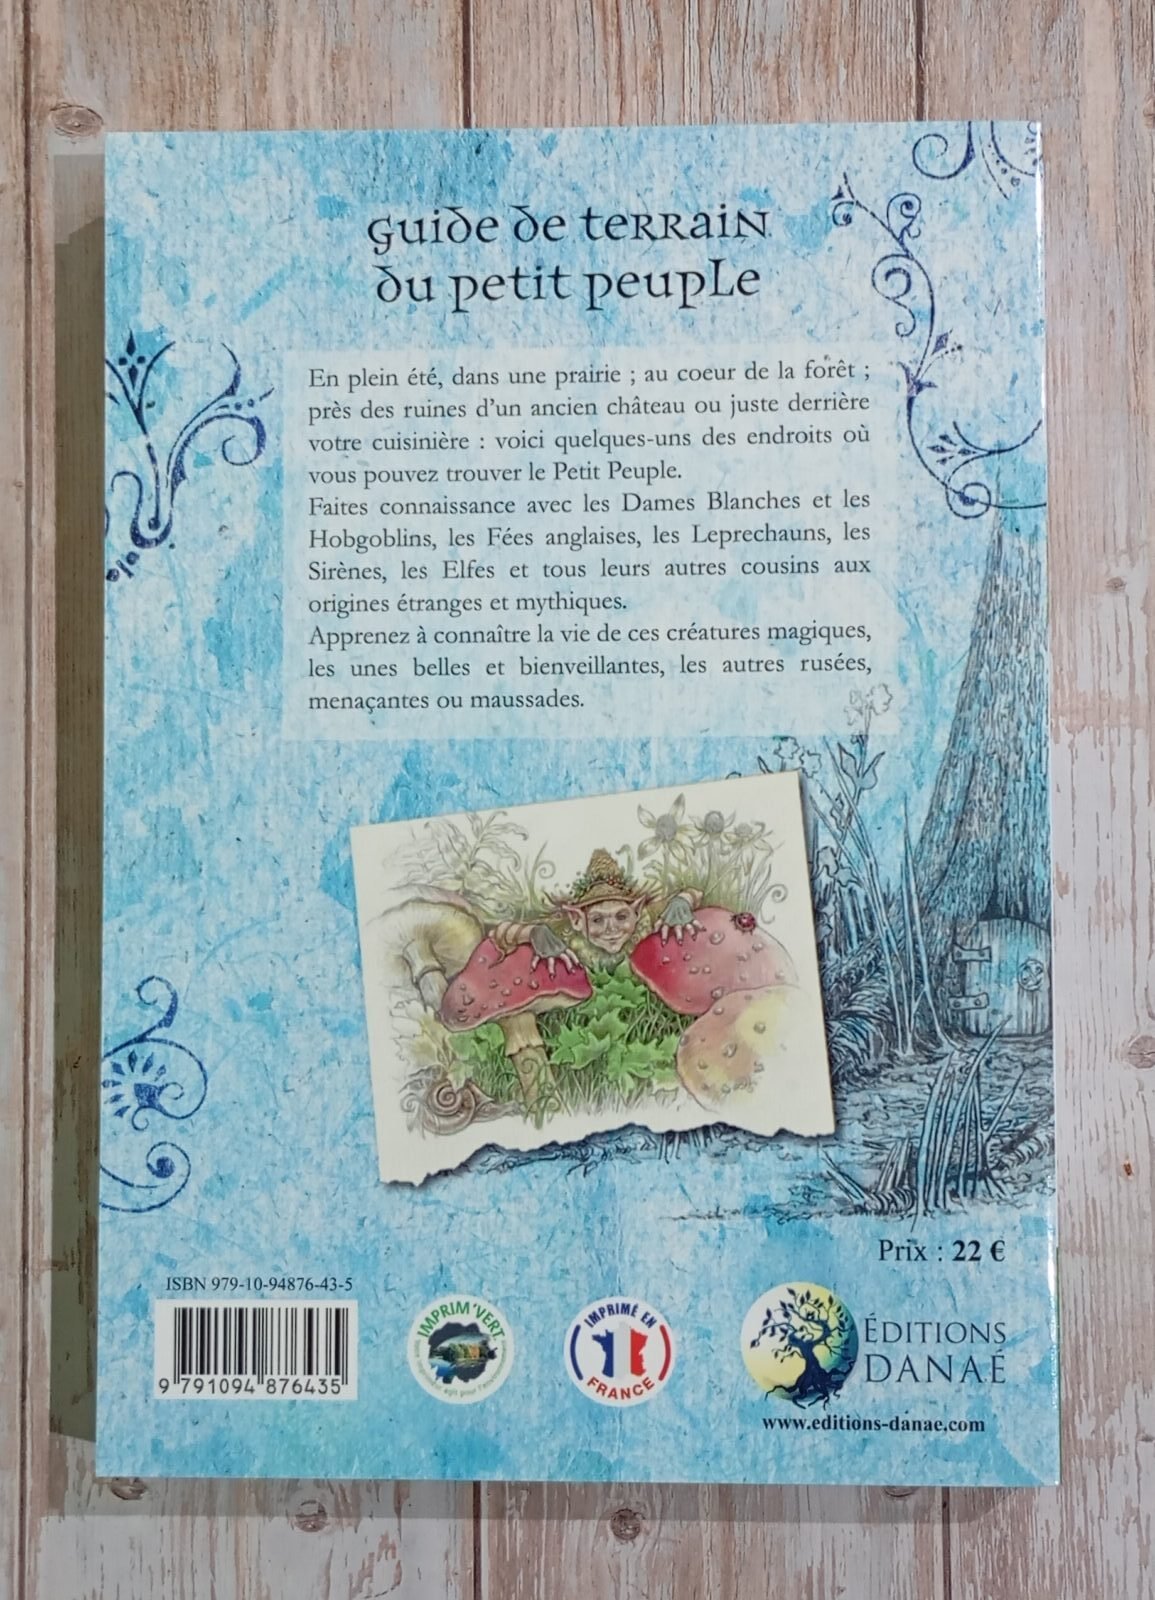 Guide de terrain
du petit peuple
En plein été, dans une prairie ; au coeur de la forêt ;
près des ruines d'un ancien château ou juste derrière
votre cuisinière : voici quelques-uns des endroits où
vous pouvez trouver le Petit Peuple.
Faites connaissance avec les Dames Blanches et les
Hobgoblins, les Fées anglaises, les Leprechauns, les
Sirènes, les Elfes et tous leurs autres cousins aux
origines étranges et mythiques.
Apprenez à connaître la vie de ces créatures magiques,
les unes belles et bienveillantes, les autres rusées,
menaçantes ou maussades.
Prix : 22 €
ISBN 979-10-94876-43-5
9 791094 876435
IMPRIM'VERT
IMPRIMÉ EN
FRANCE
ÉDITIONS
DANAÉ
www.editions-danae.com